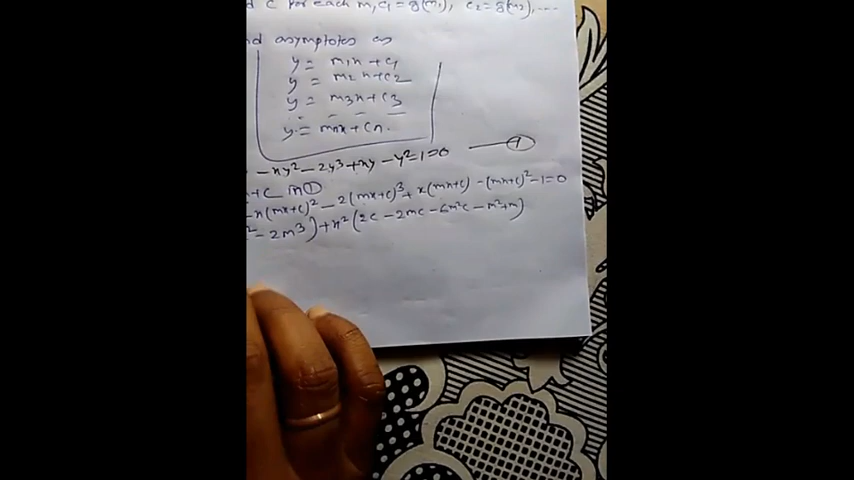 d c for each m, c₁ = g(m₁), c₂ = g(m₂), ....
nd asymptotes as
y = m₁x + c₁
y = m₂x + c₂
y = m₃x + c₃
y = mₙx + cₙ.
- xy² - 2y³ + xy - y² = 1 = 0 —— ①
x + c in ①
- x(mx+c)² - 2(mx+c)³ + x(mx+c) - (mx+c)² - 1 = 0
² - 2m³) + x²(2c - 2mc - 6m²c - m²+m)